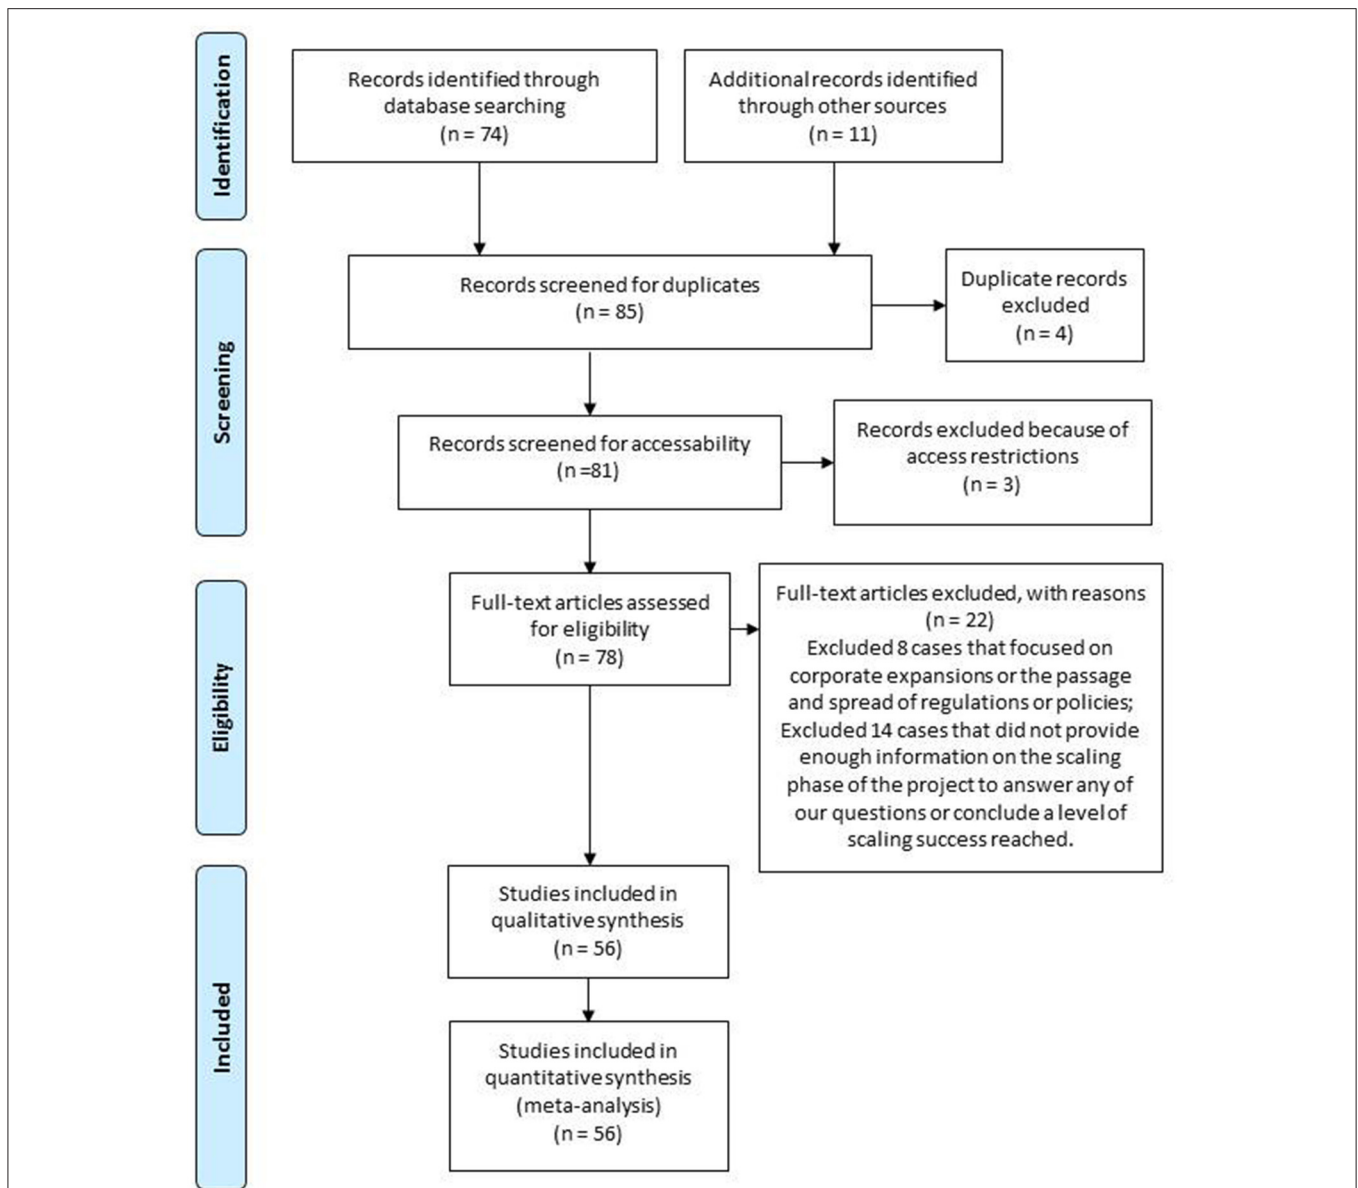 Identification
Records identified through
database searching
(n = 74)
Additional records identified
through other sources
(n = 11)
Screening
Records screened for duplicates
(n = 85)
Duplicate records
excluded
(n = 4)
Records screened for accessability
(n =81)
Records excluded because of
access restrictions
(n = 3)
Eligibility
Full-text articles assessed
for eligibility
(n = 78)
Full-text articles excluded, with reasons
(n = 22)
Excluded 8 cases that focused on
corporate expansions or the passage
and spread of regulations or policies;
Excluded 14 cases that did not provide
enough information on the scaling
phase of the project to answer any of
our questions or conclude a level of
scaling success reached.
Included
Studies included in
qualitative synthesis
(n = 56)
Studies included in
quantitative synthesis
(meta-analysis)
(n = 56)